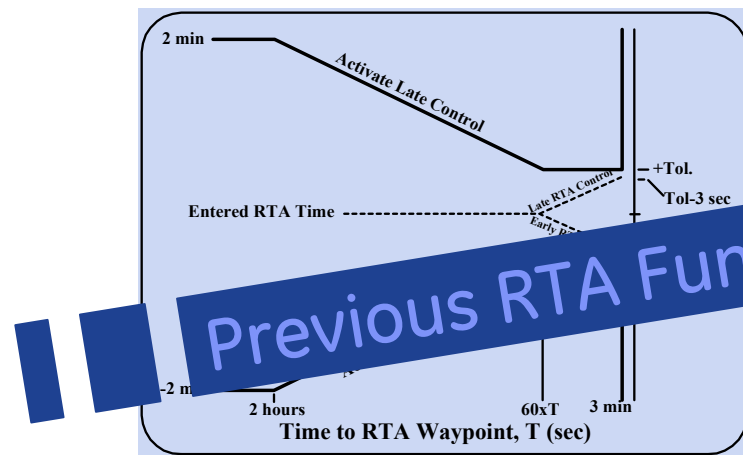 2 min
Activate Late Control
+Tol.
Late RTA Control
Tol-3 sec
Entered RTA Time
Early
Previous RTA Fun
-2 m
2 hours
60xT
3 min
Time to RTA Waypoint, T (sec)